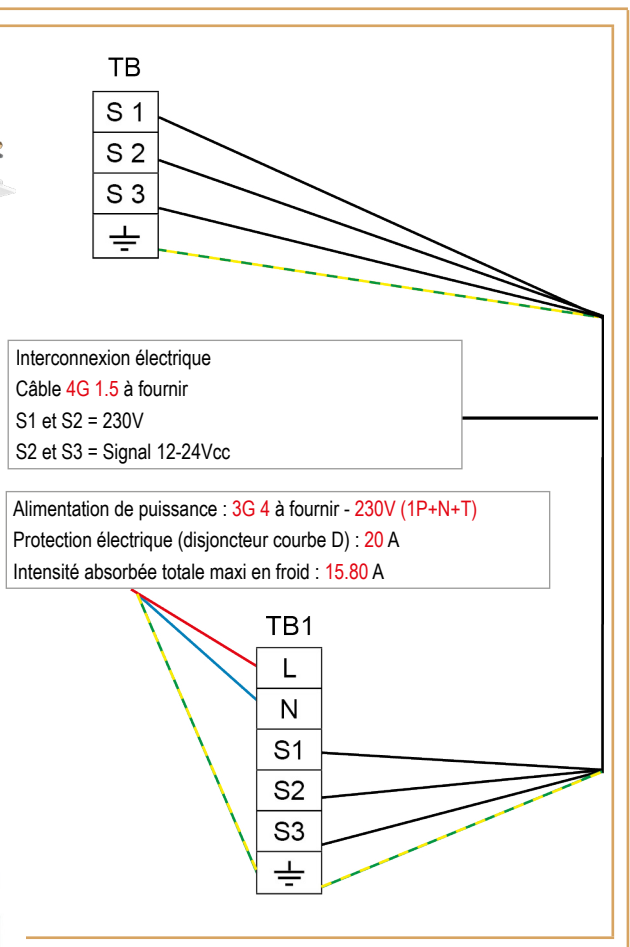 TB
S 1
S 2
S 3
Interconnexion électrique
Câble 4G 1.5 à fournir
S1 et S2 = 230V
S2 et S3 = Signal 12-24Vcc
Alimentation de puissance : 3G 4 à fournir - 230V (1P+N+T)
Protection électrique (disjoncteur courbe D) : 20 A
Intensité absorbée totale maxi en froid : 15.80 A
TB1
L
N
S1
S2
S3